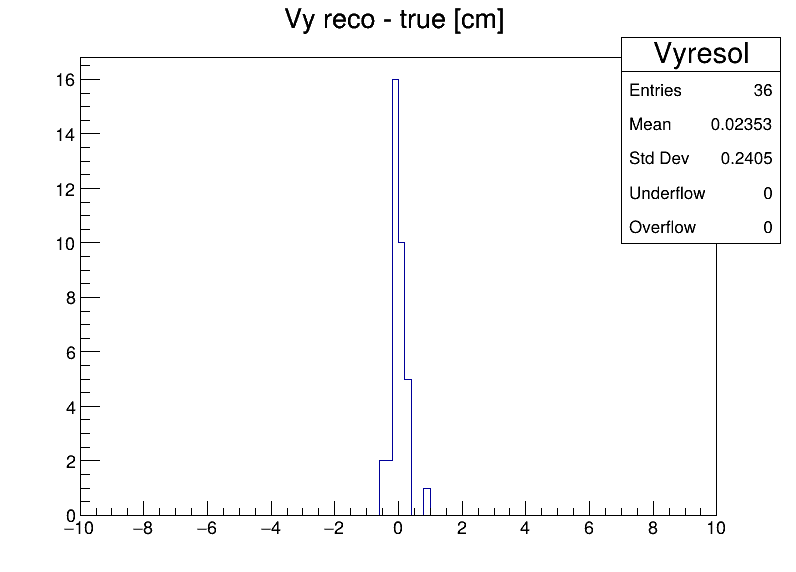 Vy reco - true [cm]
Vyresol
Entries 36
Mean 0.02353
Std Dev 0.2405
Underflow 0
Overflow 0
16
14
12
10
8
6
4
2
0
−10 −8 −6 −4 −2 0 2 4 6 8 10